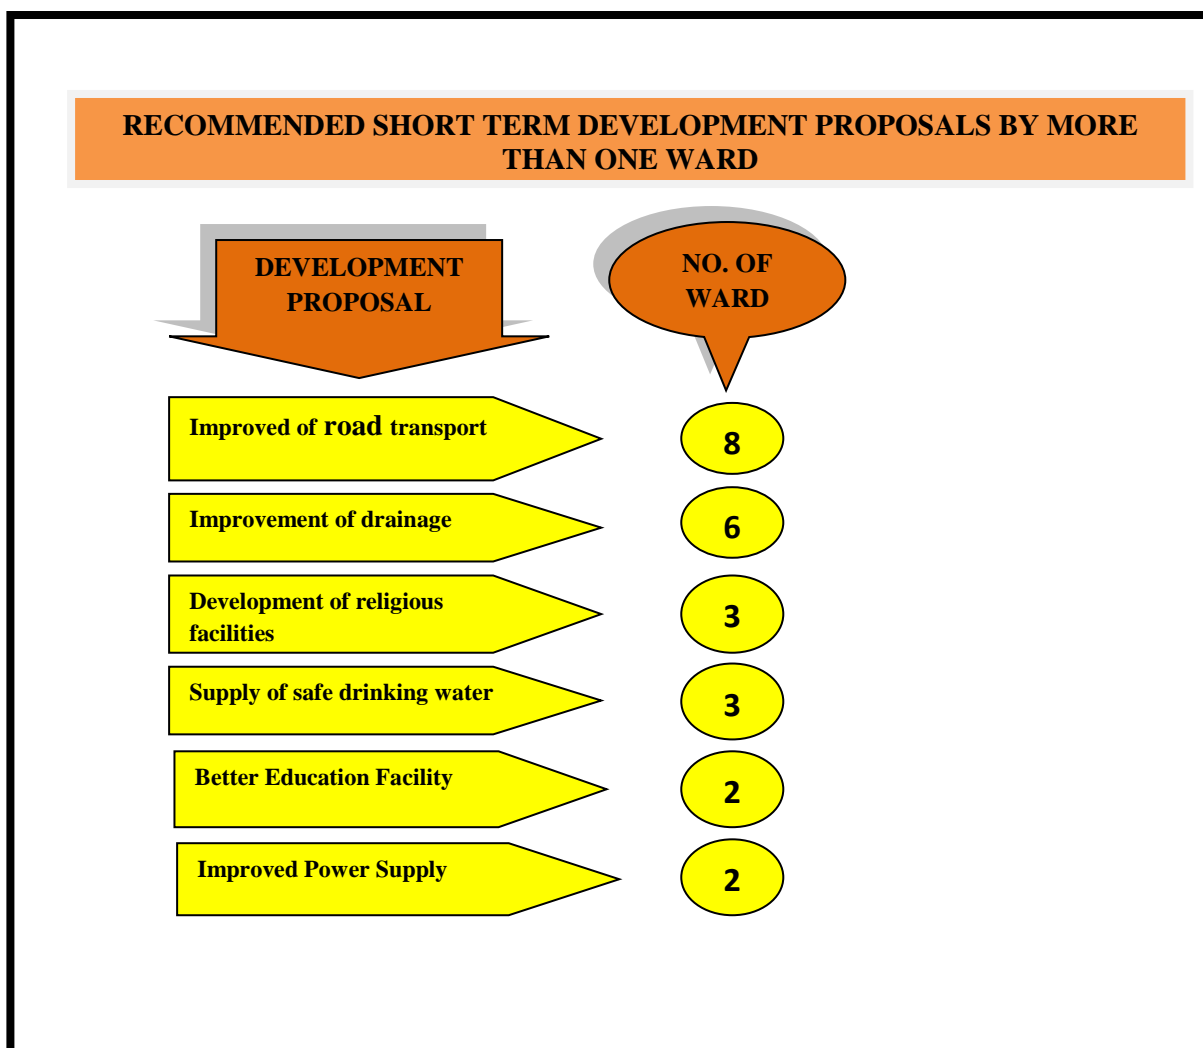 RECOMMENDED SHORT TERM DEVELOPMENT PROPOSALS BY MORE
THAN ONE WARD
DEVELOPMENT
PROPOSAL
NO. OF
WARD
Improved of road transport
8
Improvement of drainage
6
Development of religious
facilities
3
Supply of safe drinking water
3
Better Education Facility
2
Improved Power Supply
2